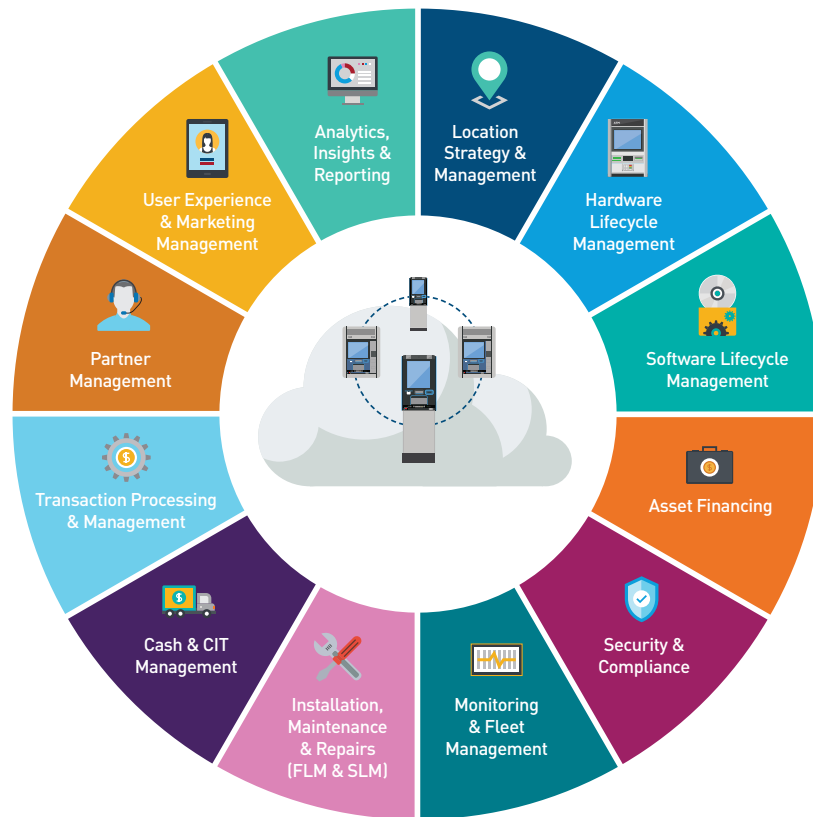 Analytics,
Insights &
Reporting
Location
Strategy &
Management
Hardware
Lifecycle
Management
Software Lifecycle
Management
Asset Financing
Security &
Compliance
Monitoring
& Fleet
Management
Installation,
Maintenance
& Repairs
(FLM & SLM)
Cash & CIT
Management
Transaction Processing
& Management
Partner
Management
User Experience
& Marketing
Management